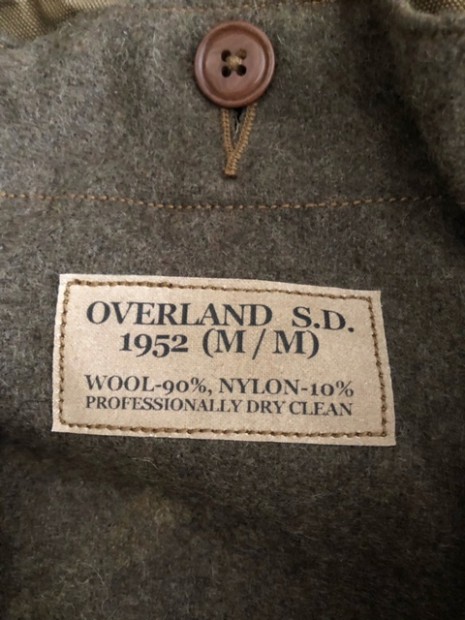 OVERLAND S.D.
1952 (M/M)
WOOL-90%, NYLON-10%
PROFESSIONALLY DRY CLEAN